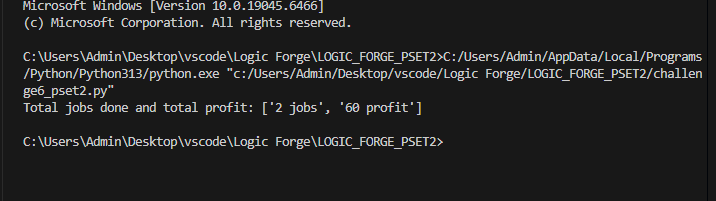 Microsoft Windows [Version 10.0.19045.6466]
(c) Microsoft Corporation. All rights reserved.
C:\Users\Admin\Desktop\vscode\Logic Forge\LOGIC_FORGE_PSET2>C:/Users/Admin/AppData/Local/Programs
/Python/Python313/python.exe "c:/Users/Admin/Desktop/vscode/Logic Forge/LOGIC_FORGE_PSET2/challen
ge6_pset2.py"
Total jobs done and total profit: ['2 jobs', '60 profit']
C:\Users\Admin\Desktop\vscode\Logic Forge\LOGIC_FORGE_PSET2>